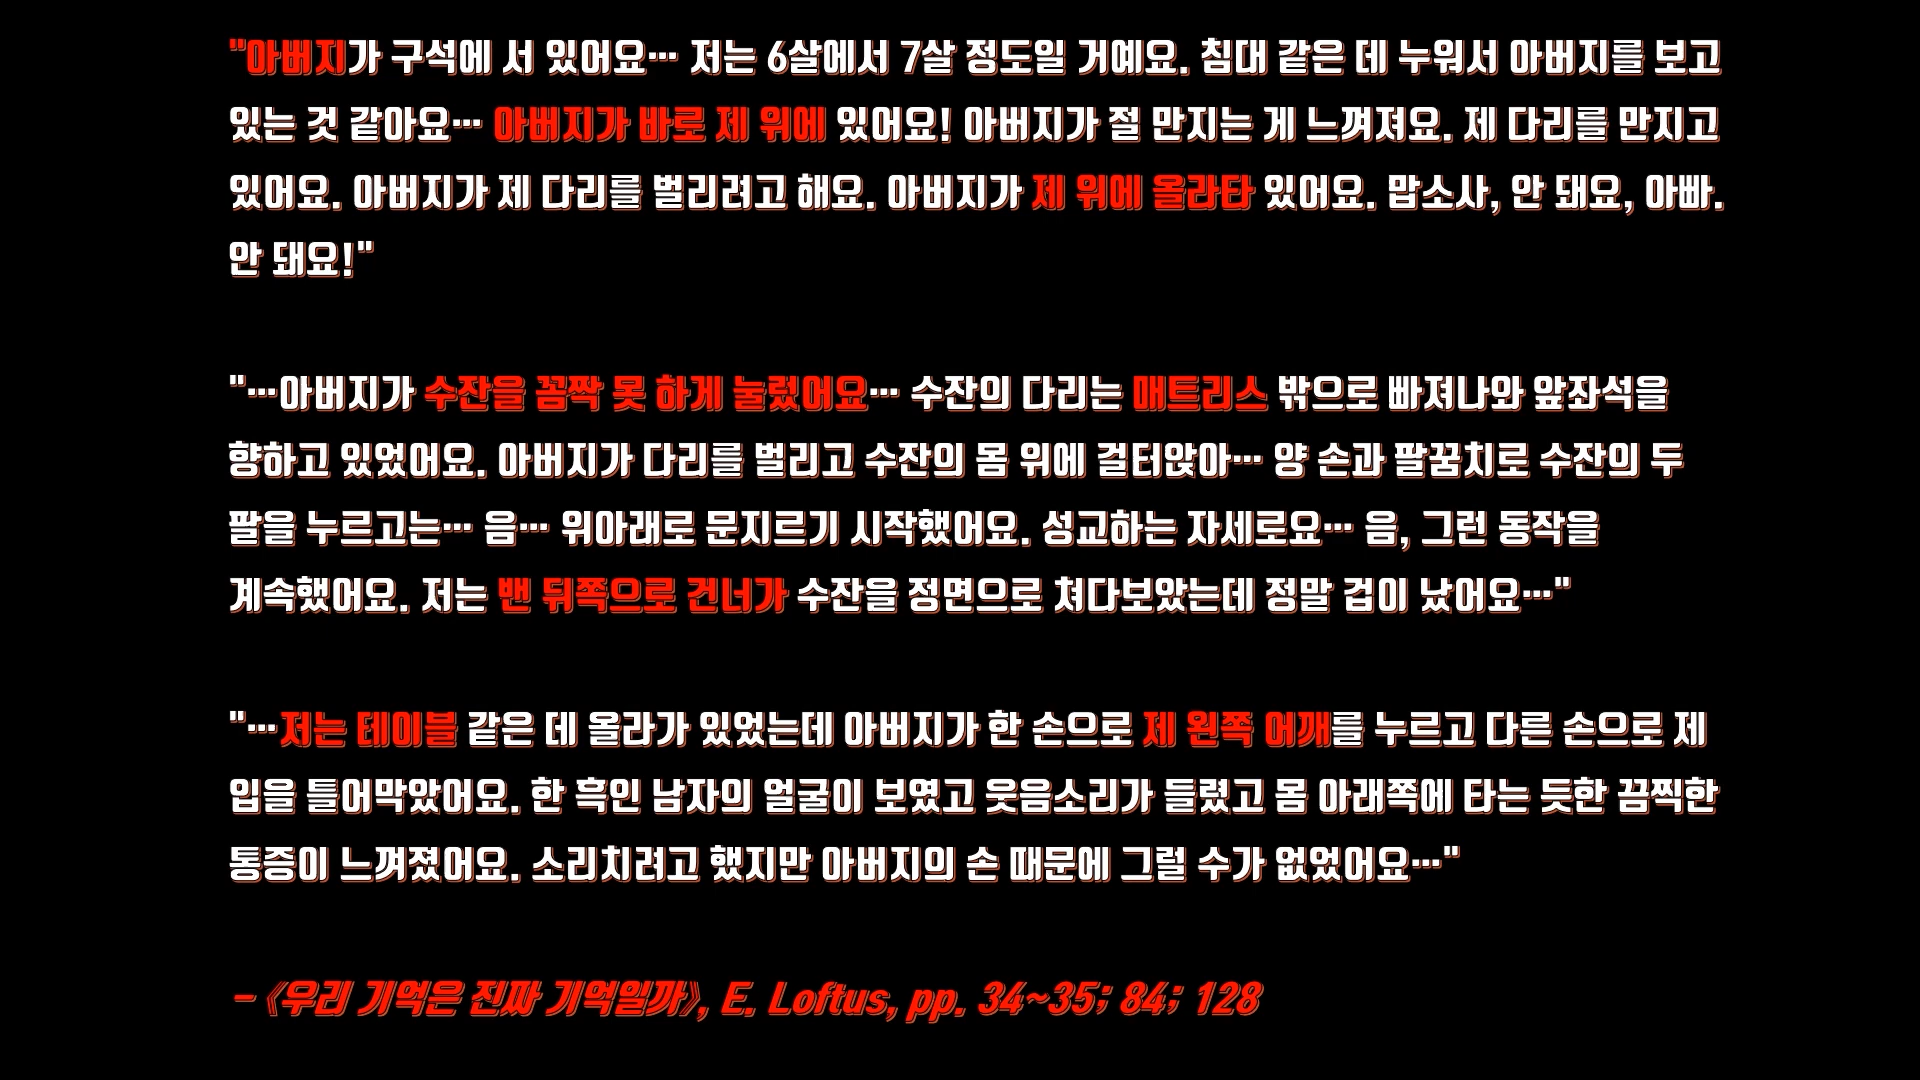 "아버지가 구석에 서 있어요… 저는 6살에서 7살 정도일 거예요. 침대 같은 데 누워서 아버지를 보고
있는 것 같아요… 아버지가 바로 제 위에 있어요! 아버지가 절 만지는 게 느껴져요. 제 다리를 만지고
있어요. 아버지가 제 다리를 벌리려고 해요. 아버지가 제 위에 올라타 있어요. 맙소사, 안 돼요, 아빠.
안 돼요!"
"…아버지가 수잔을 꼼짝 못 하게 눌렀어요… 수잔의 다리는 매트리스 밖으로 빠져나와 앞좌석을
향하고 있었어요. 아버지가 다리를 벌리고 수잔의 몸 위에 걸터앉아… 양 손과 팔꿈치로 수잔의 두
팔을 누르고는… 음… 위아래로 문지르기 시작했어요. 성교하는 자세로요… 음, 그런 동작을
계속했어요. 저는 밴 뒤쪽으로 건너가 수잔을 정면으로 쳐다보았는데 정말 겁이 났어요…"
"…저는 테이블 같은 데 올라가 있었는데 아버지가 한 손으로 제 왼쪽 어깨를 누르고 다른 손으로 제
입을 틀어막았어요. 한 흑인 남자의 얼굴이 보였고 웃음소리가 들렸고 몸 아래쪽에 타는 듯한 끔찍한
통증이 느껴졌어요. 소리치려고 했지만 아버지의 손 때문에 그럴 수가 없었어요…"
- 《우리 기억은 진짜 기억일까》, E. Loftus, pp. 34~35; 84; 128